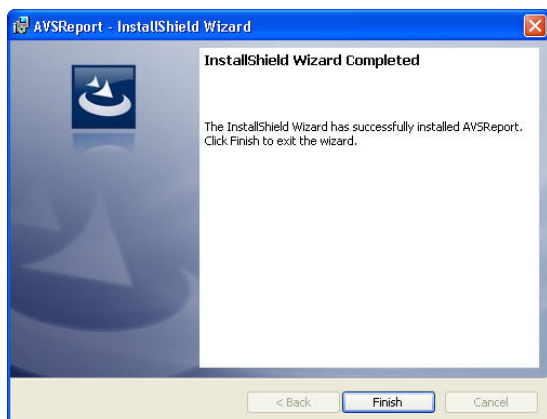 AVSReport - InstallShield Wizard
InstallShield Wizard Completed
The InstallShield Wizard has successfully installed AVSReport.
Click Finish to exit the wizard.
< Back
Finish
Cancel